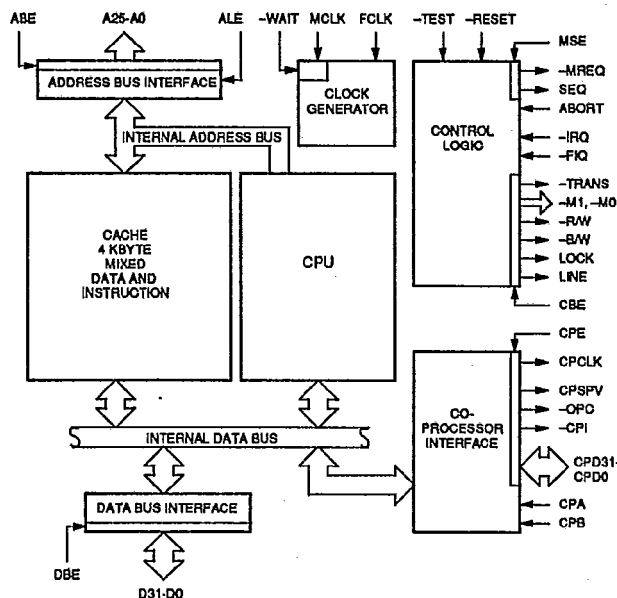 ABE
A25-A0
ALE
-WAIT
MCLK
FCLK
-TEST
-RESET
MSE
ADDRESS BUS INTERFACE
CLOCK
GENERATOR
INTERNAL ADDRESS BUS
CONTROL
LOGIC
-MREQ
SEQ
ABORT
-IRQ
-FIQ
-TRANS
-M1, -M0
-R/W
-B/W
LOCK
LINE
CBE
CACHE
4 KBYTE
MIXED
DATA AND
INSTRUCTION
CPU
CPE
CO-
PROCESSOR
INTERFACE
CPCLK
CPSPV
-OPC
-CPI
CPD31-
CPD0
CPA
CPB
INTERNAL DATA BUS
DATA BUS INTERFACE
DBE
D31-D0